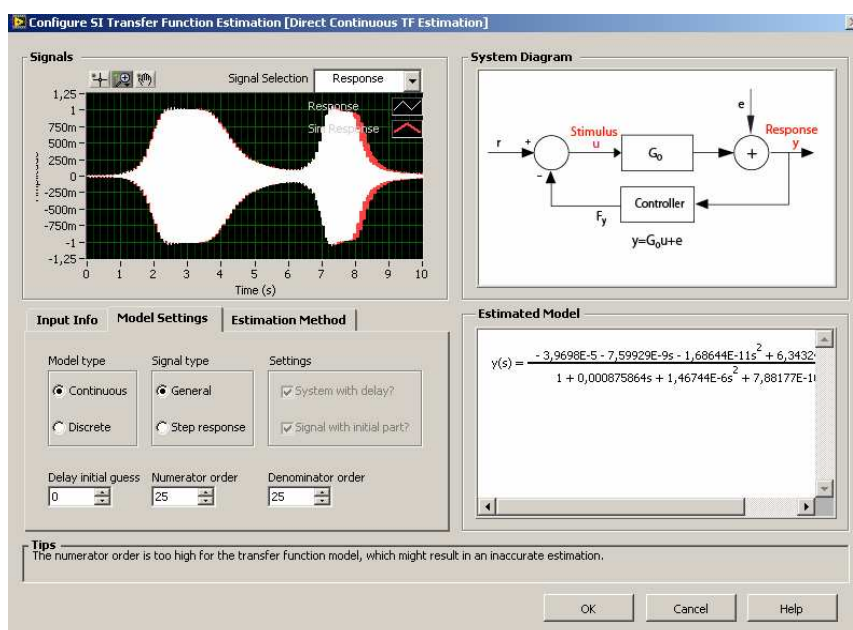 Configure SI Transfer Function Estimation [Direct Continuous TF Estimation]
Signals
Signal Selection Response
Response
Sim Response
1,25
1
750m
500m
250m
0
-250m
-500m
-750m
-1
-1,25
Amplitude
0 1 2 3 4 5 6 7 8 9 10
Time (s)
System Diagram
r
+
-
Stimulus
u
G₀
e
+
Response
y
Controller
Fy
y=G₀u+e
Input Info Model Settings Estimation Method
Model type Signal type Settings
Continuous General System with delay?
Discrete Step response Signal with initial part?
Delay initial guess Numerator order Denominator order
0 25 25
Estimated Model
- 3,9698E-5 - 7,59929E-9s - 1,68644E-11s² + 6,3432
y(s) =
1 + 0,000875864s + 1,46744E-6s² + 7,88177E-1
Tips
The numerator order is too high for the transfer function model, which might result in an inaccurate estimation.
OK Cancel Help